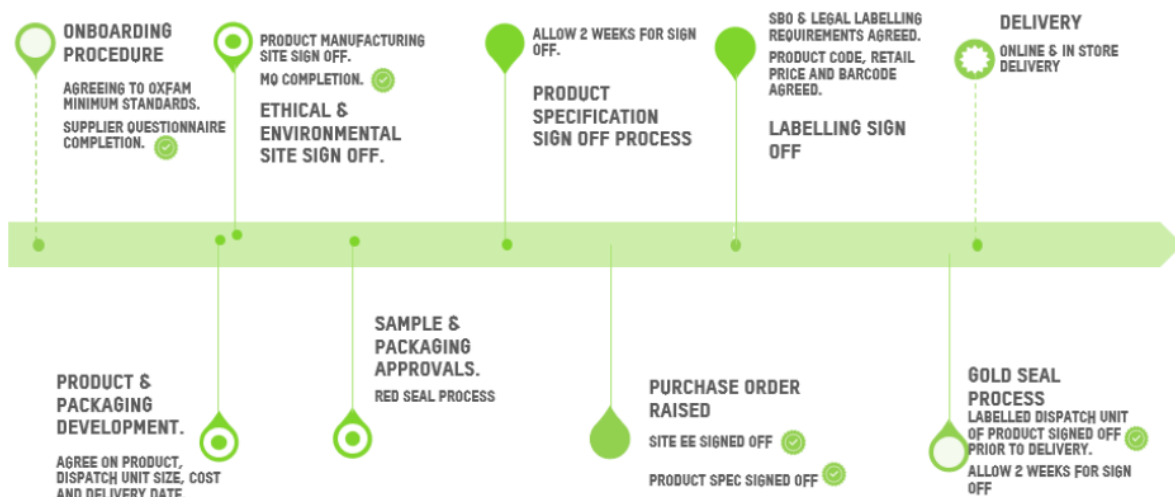 ONBOARDING
PROCEDURE
AGREEING TO OXFAM
MINIMUM STANDARDS.
SUPPLIER QUESTIONNAIRE
COMPLETION.
PRODUCT MANUFACTURING
SITE SIGN OFF.
MQ COMPLETION.
ETHICAL &
ENVIRONMENTAL
SITE SIGN OFF.
ALLOW 2 WEEKS FOR SIGN
OFF.
PRODUCT
SPECIFICATION
SIGN OFF PROCESS
SBO & LEGAL LABELLING
REQUIREMENTS AGREED.
PRODUCT CODE, RETAIL
PRICE AND BARCODE
AGREED.
LABELLING SIGN
OFF
DELIVERY
ONLINE & IN STORE
DELIVERY
PRODUCT &
PACKAGING
DEVELOPMENT.
AGREE ON PRODUCT,
DISPATCH UNIT SIZE, COST
AND DELIVERY DATE.
SAMPLE &
PACKAGING
APPROVALS.
RED SEAL PROCESS
PURCHASE ORDER
RAISED
SITE EE SIGNED OFF
PRODUCT SPEC SIGNED OFF
GOLD SEAL
PROCESS
LABELLED DISPATCH UNIT
OF PRODUCT SIGNED OFF
PRIOR TO DELIVERY.
ALLOW 2 WEEKS FOR SIGN
OFF